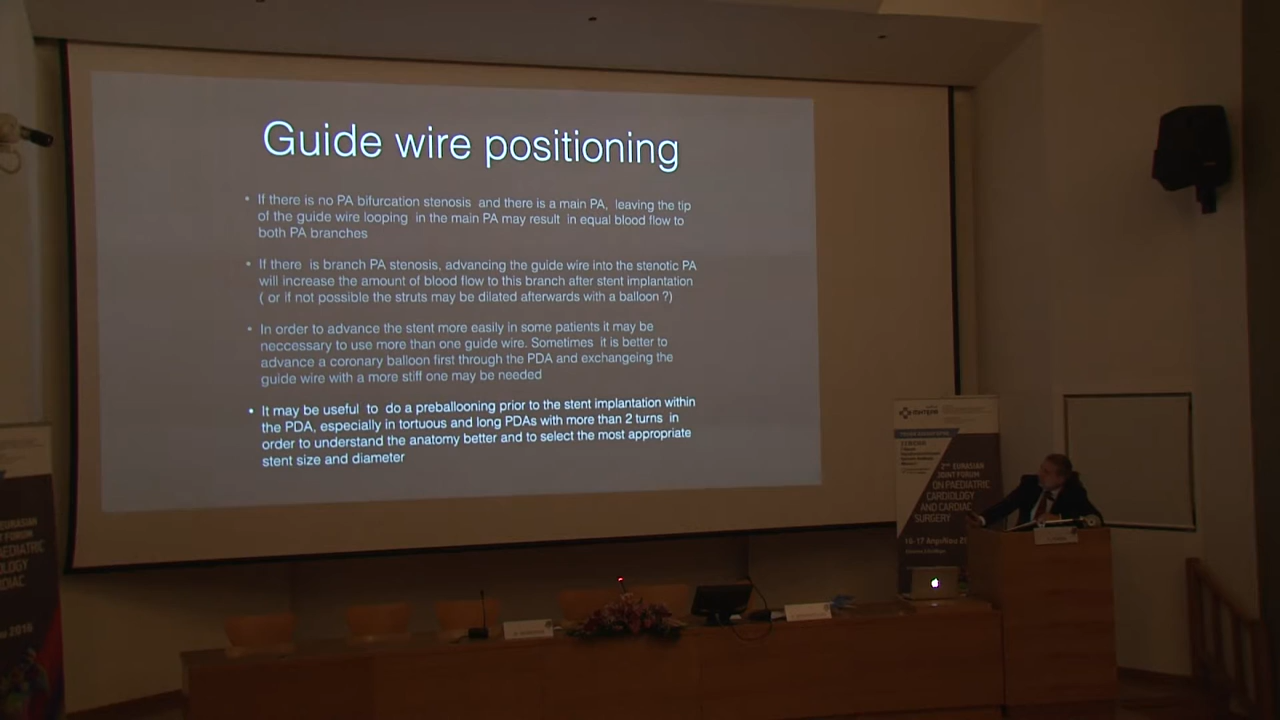 Guide wire positioning
• If there is no PA bifurcation stenosis and there is a main PA, leaving the tip
of the guide wire looping in the main PA may result in equal blood flow to
both PA branches
• If there is branch PA stenosis, advancing the guide wire into the stenotic PA
will increase the amount of blood flow to this branch after stent implantation
( or if not possible the struts may be dilated afterwards with a balloon ?)
• In order to advance the stent more easily in some patients it may be
neccessary to use more than one guide wire. Sometimes it is better to
advance a coronary balloon first through the PDA and exchangeing the
guide wire with a more stiff one may be needed
• It may be useful to do a preballooning prior to the stent implantation within
the PDA, especially in tortuous and long PDAs with more than 2 turns in
order to understand the anatomy better and to select the most appropriate
stent size and diameter
2ND EURASIAN
JOINT FORUM
ON PAEDIATRIC
CARDIOLOGY
AND CARDIAC
SURGERY
16-17 Απριλίου
EURASIAN
FORUM
2016